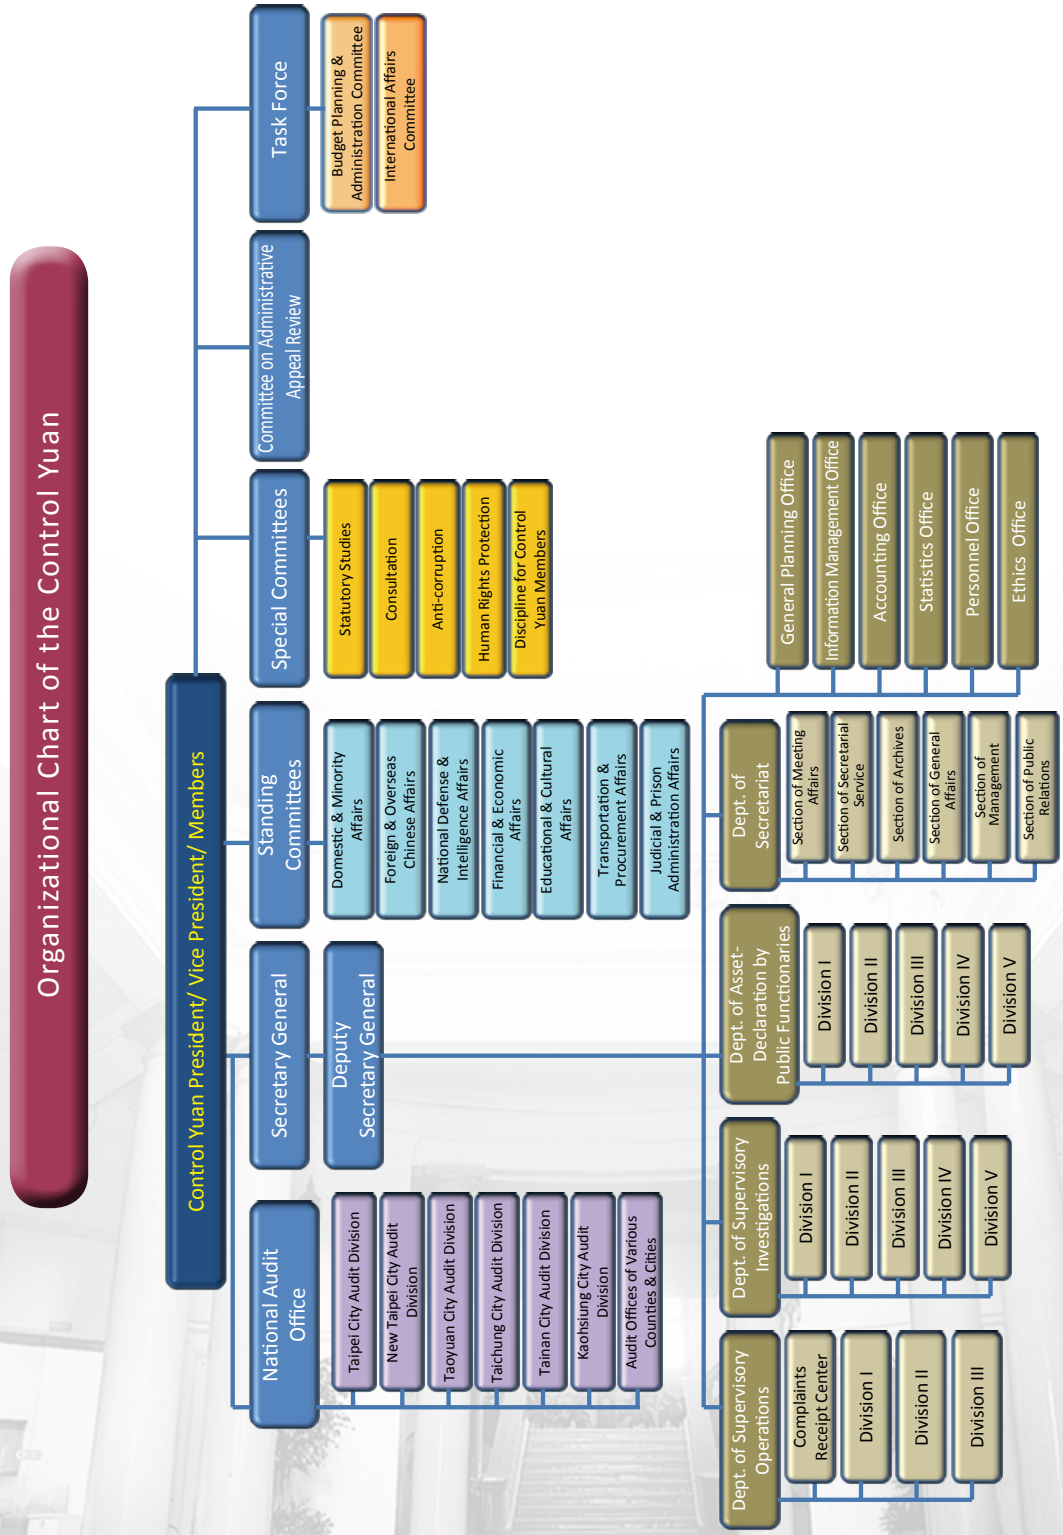 Organizational Chart of the Control Yuan
Control Yuan President/ Vice President/ Members
National Audit
Office
Taipei City Audit Division
New Taipei City Audit
Division
Taoyuan City Audit Division
Taichung City Audit Division
Tainan City Audit Division
Kaohsiung City Audit
Division
Audit Offices of Various
Counties & Cities
Secretary General
Deputy
Secretary General
Standing
Committees
Domestic & Minority
Affairs
Foreign & Overseas
Chinese Affairs
National Defense &
Intelligence Affairs
Financial & Economic
Affairs
Educational & Cultural
Affairs
Transportation &
Procurement Affairs
Judicial & Prison
Administration Affairs
Special Committees
Statutory Studies
Consultation
Anti-corruption
Human Rights Protection
Discipline for Control
Yuan Members
Committee on Administrative
Appeal Review
Task Force
Budget Planning &
Administration Committee
International Affairs
Committee
Dept. of Supervisory
Operations
Complaints
Receipt Center
Division I
Division II
Division III
Dept. of Supervisory
Investigations
Division I
Division II
Division III
Division IV
Division V
Dept. of Asset-
Declaration by
Public Functionaries
Division I
Division II
Division III
Division IV
Division V
Dept. of
Secretariat
Section of Meeting
Affairs
Section of Secretarial
Service
Section of Archives
Section of General
Affairs
Section of
Management
Section of Public
Relations
General Planning Office
Information Management Office
Accounting Office
Statistics Office
Personnel Office
Ethics Office